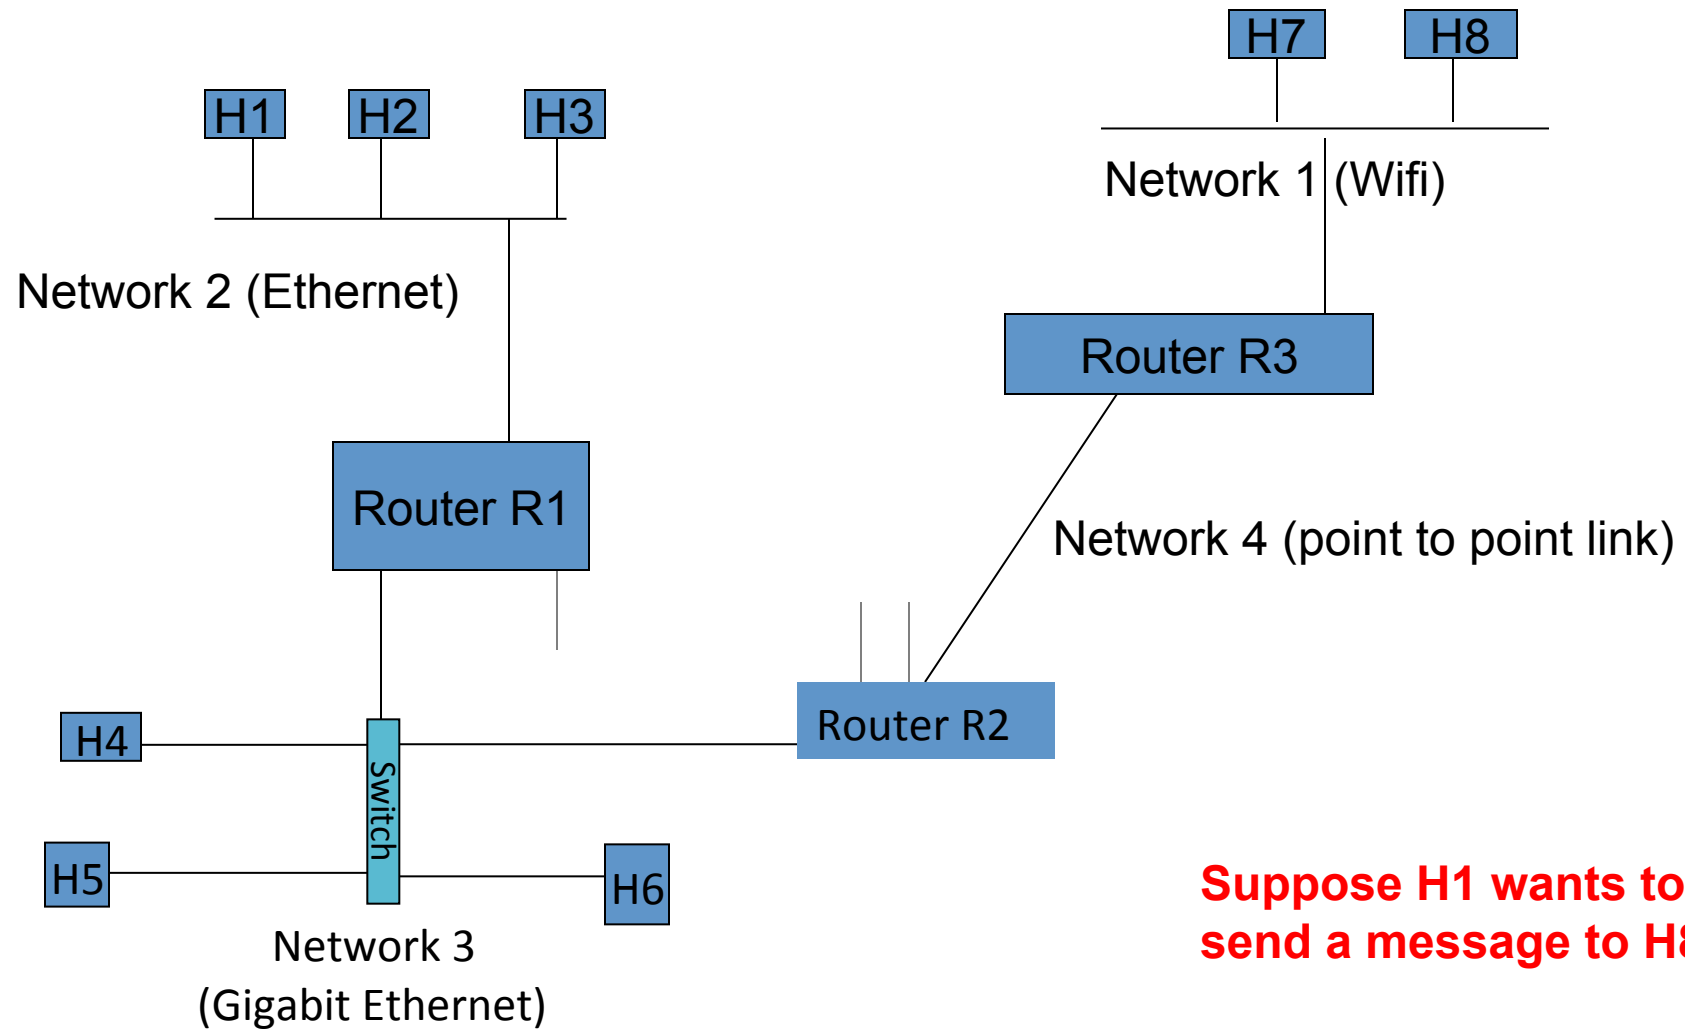 H7
H8
H1
H2
H3
Network 1 (Wifi)
Network 2 (Ethernet)
Router R3
Router R1
Network 4 (point to point link)
Router R2
H4
Switch
H5
H6
Suppose H1 wants to
send a message to H8
Network 3
(Gigabit Ethernet)